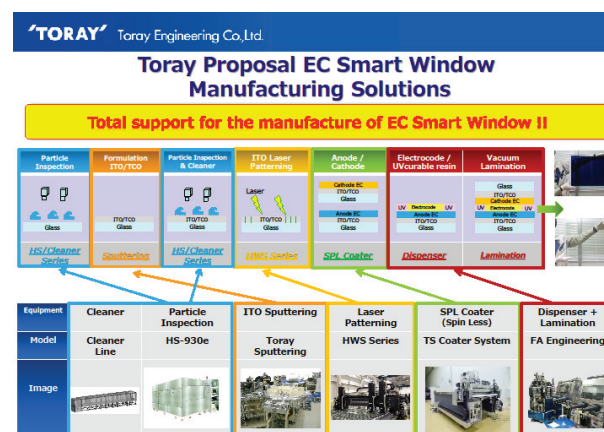 'TORAY' Toray Engineering Co,Ltd.
Toray Proposal EC Smart Window
Manufacturing Solutions
Total support for the manufacture of EC Smart Window !!
Particle
Inspection
Formulation
ITO/TCO
Particle Inspection
& Cleaner
ITO Laser
Patterning
Anode /
Cathode
Electrocode /
UVcurable resin
Vacuum
Lamination
Glass
ITO/TCO
Glass
Glass
Laser
ITO/TCO
Glass
Cathode EC
ITO/TCO
Glass
Anode EC
ITO/TCO
Glass
UV Electrocode UV
Anode EC
ITO/TCO
Glass
Glass
ITO/TCO
Cathode EC
UV Electrocode UV
Anode EC
ITO/TCO
Glass
HS/Cleaner
Series
Sputtering
HS/Cleaner
Series
HWS Series
SPL Coater
Dispenser
Lamination
Equipment
Cleaner
Particle
Inspection
ITO Sputtering
Laser
Patterning
SPL Coater
(Spin Less)
Dispenser +
Lamination
Model
Cleaner
Line
HS-930e
Toray
Sputtering
HWS Series
TS Coater System
FA Engineering
Image